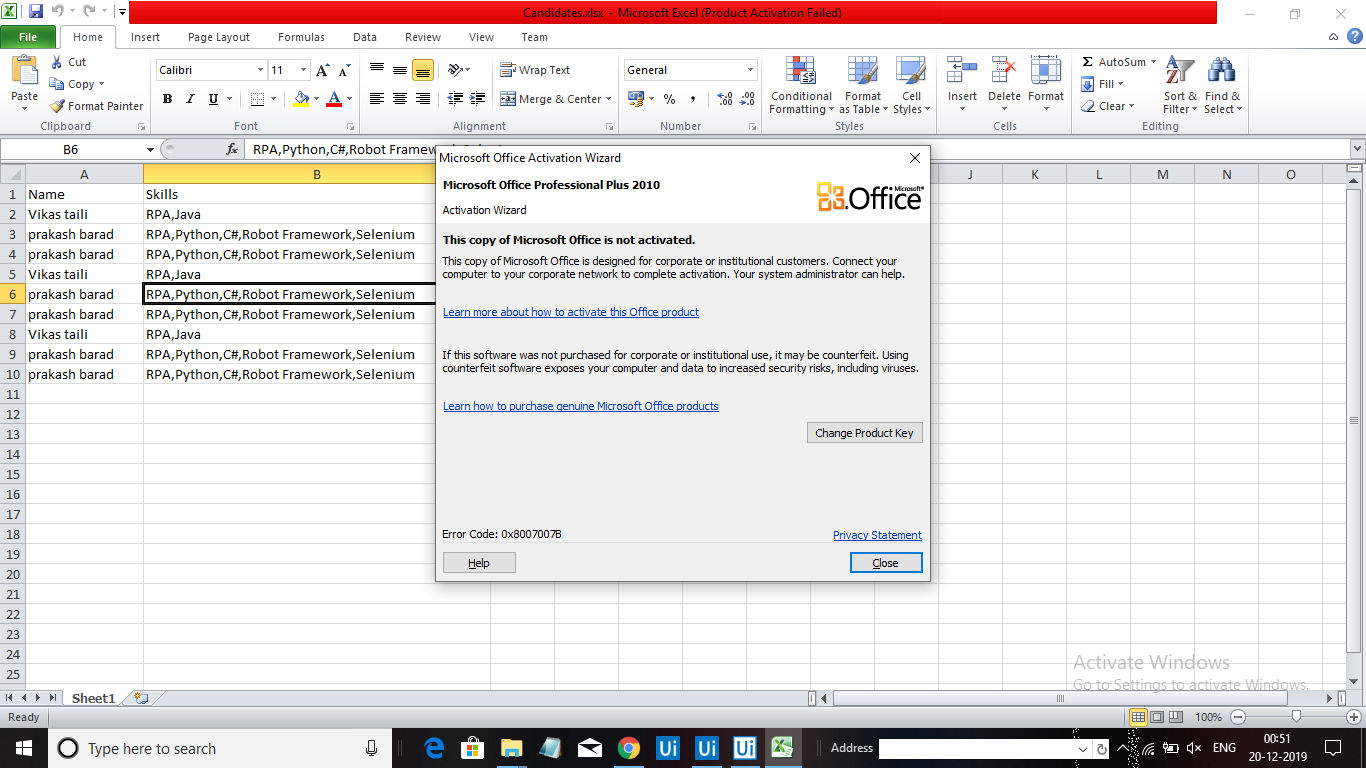 Candidates.xlsx - Microsoft Excel (Product Activation Failed)
File Home Insert Page Layout Formulas Data Review View Team
Paste
Cut
Copy
Format Painter
Clipboard
Calibri 11
B I U
Font
Wrap Text
Merge & Center
Alignment
General
% ,
Number
Conditional Formatting
Format as Table
Cell Styles
Styles
Insert Delete Format
Cells
AutoSum
Fill
Clear
Sort & Filter
Find & Select
Editing
B6 fx RPA,Python,C#,Robot Framew
A B J K L M N O
1 Name Skills
2 Vikas taili RPA,Java
3 prakash barad RPA,Python,C#,Robot Framework,Selenium
4 prakash barad RPA,Python,C#,Robot Framework,Selenium
5 Vikas taili RPA,Java
6 prakash barad RPA,Python,C#,Robot Framework,Selenium
7 prakash barad RPA,Python,C#,Robot Framework,Selenium
8 Vikas taili RPA,Java
9 prakash barad RPA,Python,C#,Robot Framework,Selenium
10 prakash barad RPA,Python,C#,Robot Framework,Selenium
11
12
13
14
15
16
17
18
19
20
21
22
23
24
25
Microsoft Office Activation Wizard
Microsoft Office Professional Plus 2010
Activation Wizard
Microsoft Office
This copy of Microsoft Office is not activated.
This copy of Microsoft Office is designed for corporate or institutional customers. Connect your
computer to your corporate network to complete activation. Your system administrator can help.
Learn more about how to activate this Office product
If this software was not purchased for corporate or institutional use, it may be counterfeit. Using
counterfeit software exposes your computer and data to increased security risks, including viruses.
Learn how to purchase genuine Microsoft Office products
Change Product Key
Error Code: 0x8007007B
Privacy Statement
Help
Close
Activate Windows
Go to Settings to activate Windows.
Sheet1
Ready
100%
Type here to search
Ui Ui Ui
Address
ENG
00:51
20-12-2019